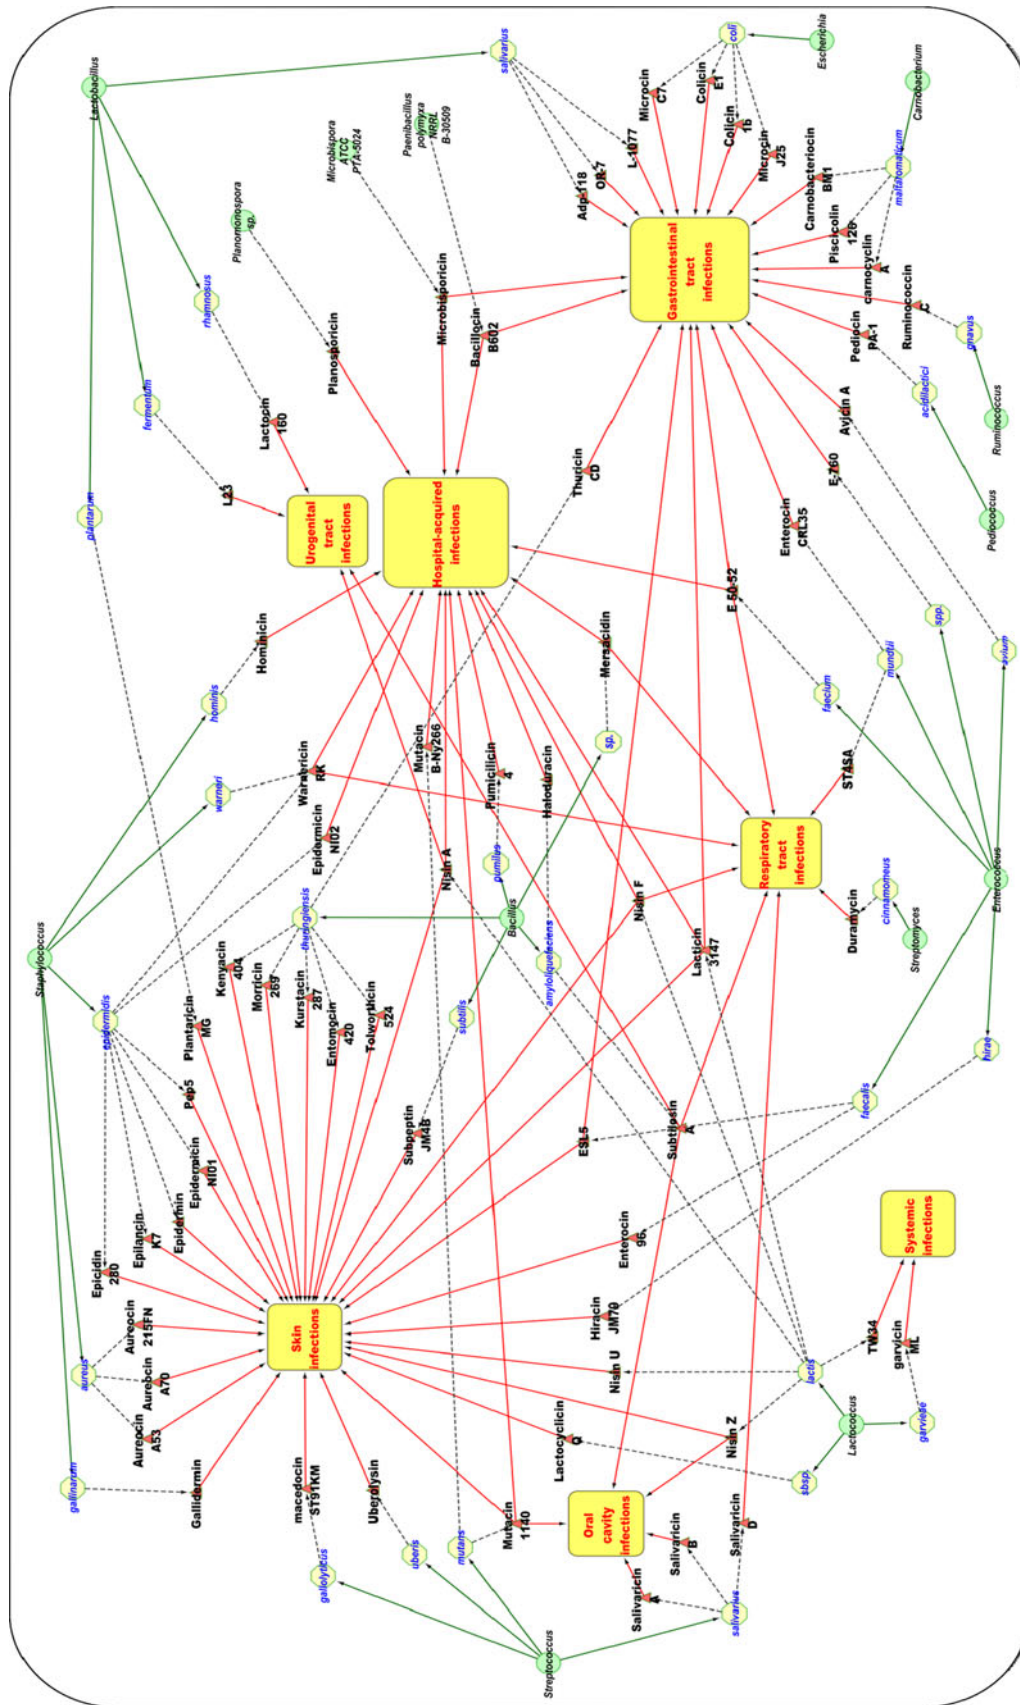 Lactobacillus
salivarius
coli
Escherichia
Carnobacterium
maltaromaticum
Microbispora
ATCC
PTA-5024
Paenibacillus
polymyxa
NRRL
B-30509
Planomonospora
sp.
Microcin
C7
Colicin
E1
Colicin
1b
Microcin
J25
L-1077
OR-7
Adp118
Carnobacteriocin
BM1
Piscicolin
126
carnocyclin
A
Ruminococcin
C
gnavus
Ruminococcus
Pediocin
PA-1
acidilactici
Pediococcus
Gastrointestinal
tract
infections
rhamnosus
fermentum
plantarum
Planosporicin
Microbisporicin
Bacillocin
B602
Lactocin
160
L23
Urogenital
tract
infections
Hospital-acquired
infections
Thuricin
CD
Avicin A
E-760
Enterocin
CRL35
E 50-52
Mersacidin
Hominicin
hominis
warneri
Warnericin
RK
Epidermicin
NI02
Mutacin
B-Ny266
Pumicilicin
4
Haloduracin
sp.
faecium
mundtii
spp.
avium
ST4SA
Respiratory
tract
infections
Duramycin
cinnamomeus
Streptomyces
Enterococcus
Nisin A
pumilus
Nisin F
Bacillus
thuringiensis
amyloliquefaciens
subtilis
Lacticin
3147
Staphylococcus
epidermidis
Kenyacin
404
Morricin
269
Kurstacin
287
Entomocin
420
Tolworthcin
524
Plantaricin
MG
Pep5
Subpeptin
JM4B
ESL5
Subtilosin
A
faecalis
hirae
Epidermicin
NI01
Epidermin
Epilancin
K7
Epicidin
280
Aureocin
215FN
Aureocin
A70
Aureocin
A53
aureus
gallinarum
Gallidermin
Skin
infections
Enterocin
96
Hiracin
JM79
Nisin U
Systemic
infections
TW34
garvicin
ML
lactis
Lactococcus
garvieae
sbsp.
Nisin Z
Lactocyclicin
Q
macedocin
ST91KM
Uberolysin
Mutacin
1140
Oral
cavity
infections
Salivaricin
D
Salivaricin
B
Salivaricin
A
gallolyticus
uberis
mutans
salivarius
Streptococcus